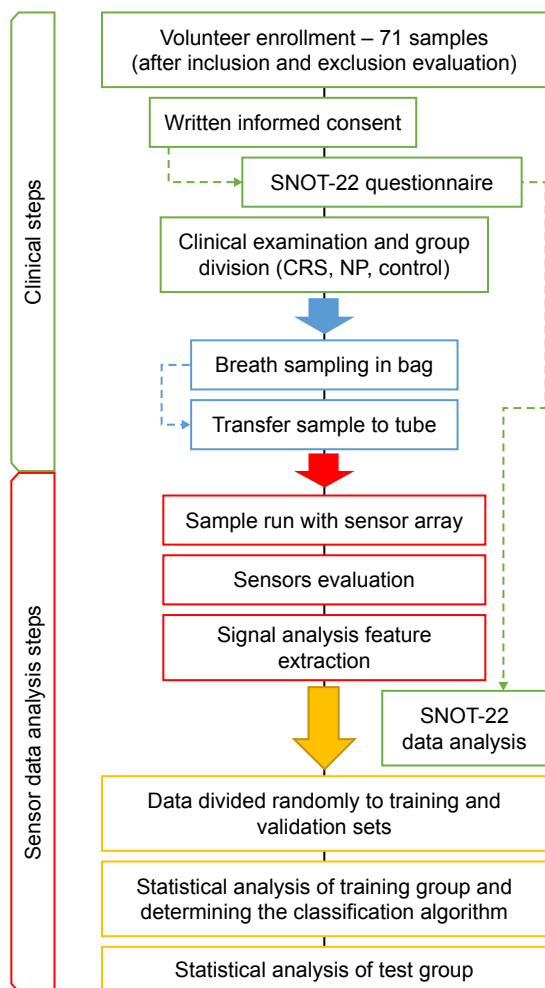 Clinical steps
Volunteer enrollment – 71 samples
(after inclusion and exclusion evaluation)
Written informed consent
SNOT-22 questionnaire
Clinical examination and group
division (CRS, NP, control)
Breath sampling in bag
Transfer sample to tube
Sensor data analysis steps
Sample run with sensor array
Sensors evaluation
Signal analysis feature
extraction
SNOT-22
data analysis
Data divided randomly to training and
validation sets
Statistical analysis of training group and
determining the classification algorithm
Statistical analysis of test group